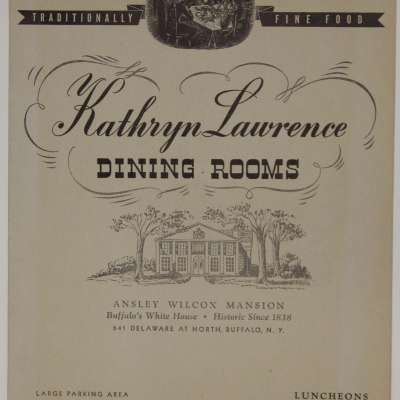 TRADITIONALLY FINE FOOD
Kathryn Lawrence
DINING ROOMS
ANSLEY WILCOX MANSION
Buffalo's White House • Historic Since 1838
641 DELAWARE AT NORTH, BUFFALO, N. Y.
LARGE PARKING AREA LUNCHEONS